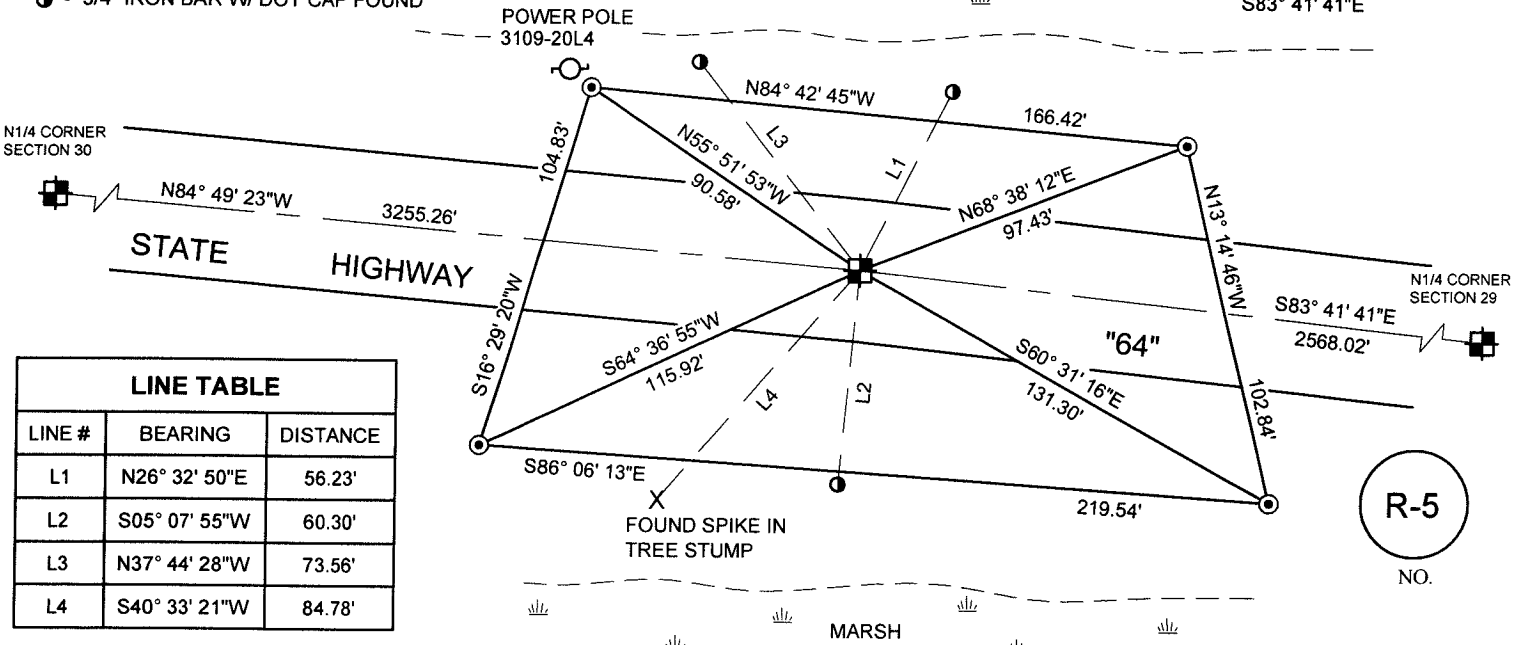 3/4" IRON BAR W/ DOT CAP FOUND
S83° 41' 41"E
POWER POLE
3109-20L4
N84° 42' 45"W
166.42'
N1/4 CORNER
SECTION 30
104.83'
N55° 51' 53"W
90.58'
L3
L1
N68° 38' 12"E
97.43'
N13° 14' 46"W
N84° 49' 23"W
3255.26'
STATE HIGHWAY
"64"
N1/4 CORNER
SECTION 29
S83° 41' 41"E
2568.02'
S16° 29' 20"W
S64° 36' 55"W
115.92'
L4
L2
S60° 31' 16"E
131.30'
102.84'
S86° 06' 13"E
219.54'
X
FOUND SPIKE IN
TREE STUMP
R-5
NO.
LINE TABLE
LINE # BEARING DISTANCE
L1 N26° 32' 50"E 56.23'
L2 S05° 07' 55"W 60.30'
L3 N37° 44' 28"W 73.56'
L4 S40° 33' 21"W 84.78'
MARSH